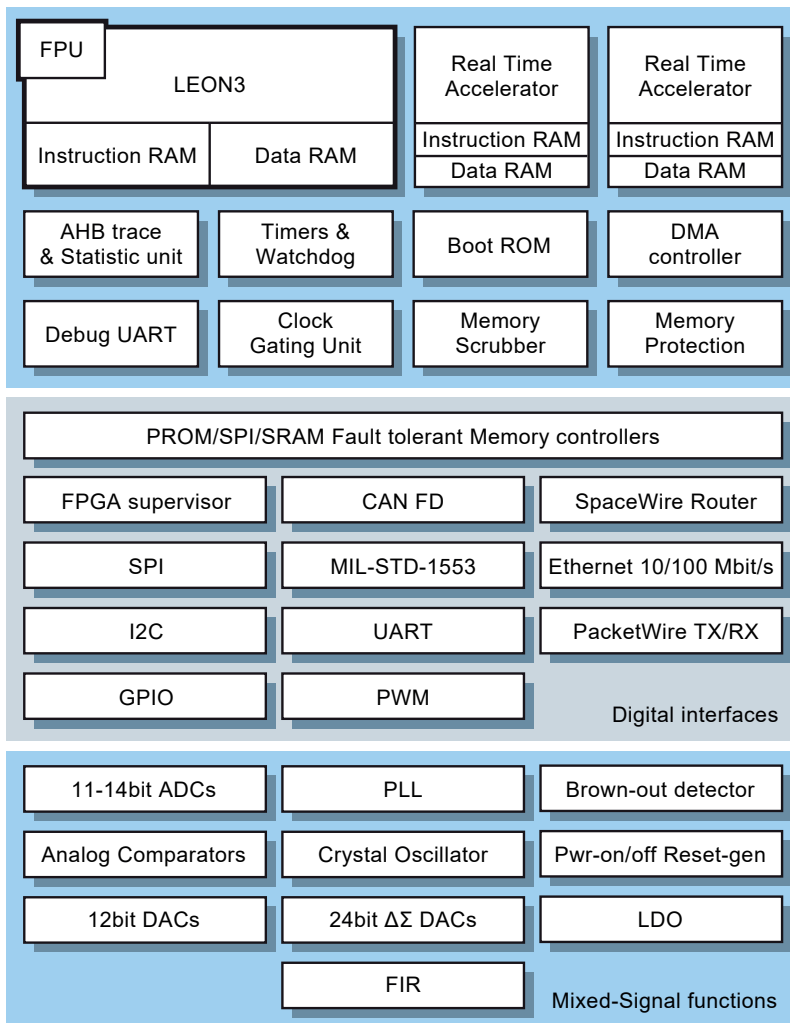 FPU
LEON3
Instruction RAM
Data RAM
Real Time
Accelerator
Instruction RAM
Data RAM
Real Time
Accelerator
Instruction RAM
Data RAM
AHB trace
& Statistic unit
Timers &
Watchdog
Boot ROM
DMA
controller
Debug UART
Clock
Gating Unit
Memory
Scrubber
Memory
Protection
PROM/SPI/SRAM Fault tolerant Memory controllers
FPGA supervisor
CAN FD
SpaceWire Router
SPI
MIL-STD-1553
Ethernet 10/100 Mbit/s
I2C
UART
PacketWire TX/RX
GPIO
PWM
Digital interfaces
11-14bit ADCs
PLL
Brown-out detector
Analog Comparators
Crystal Oscillator
Pwr-on/off Reset-gen
12bit DACs
24bit ΔΣ DACs
LDO
FIR
Mixed-Signal functions